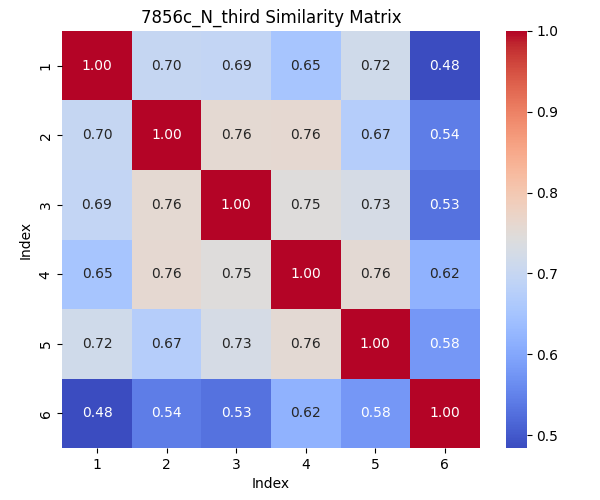 7856c_N_third Similarity Matrix
1 1.00 0.70 0.69 0.65 0.72 0.48
2 0.70 1.00 0.76 0.76 0.67 0.54
3 0.69 0.76 1.00 0.75 0.73 0.53
4 0.65 0.76 0.75 1.00 0.76 0.62
5 0.72 0.67 0.73 0.76 1.00 0.58
6 0.48 0.54 0.53 0.62 0.58 1.00
1 2 3 4 5 6
Index
Index
1.0
0.9
0.8
0.7
0.6
0.5